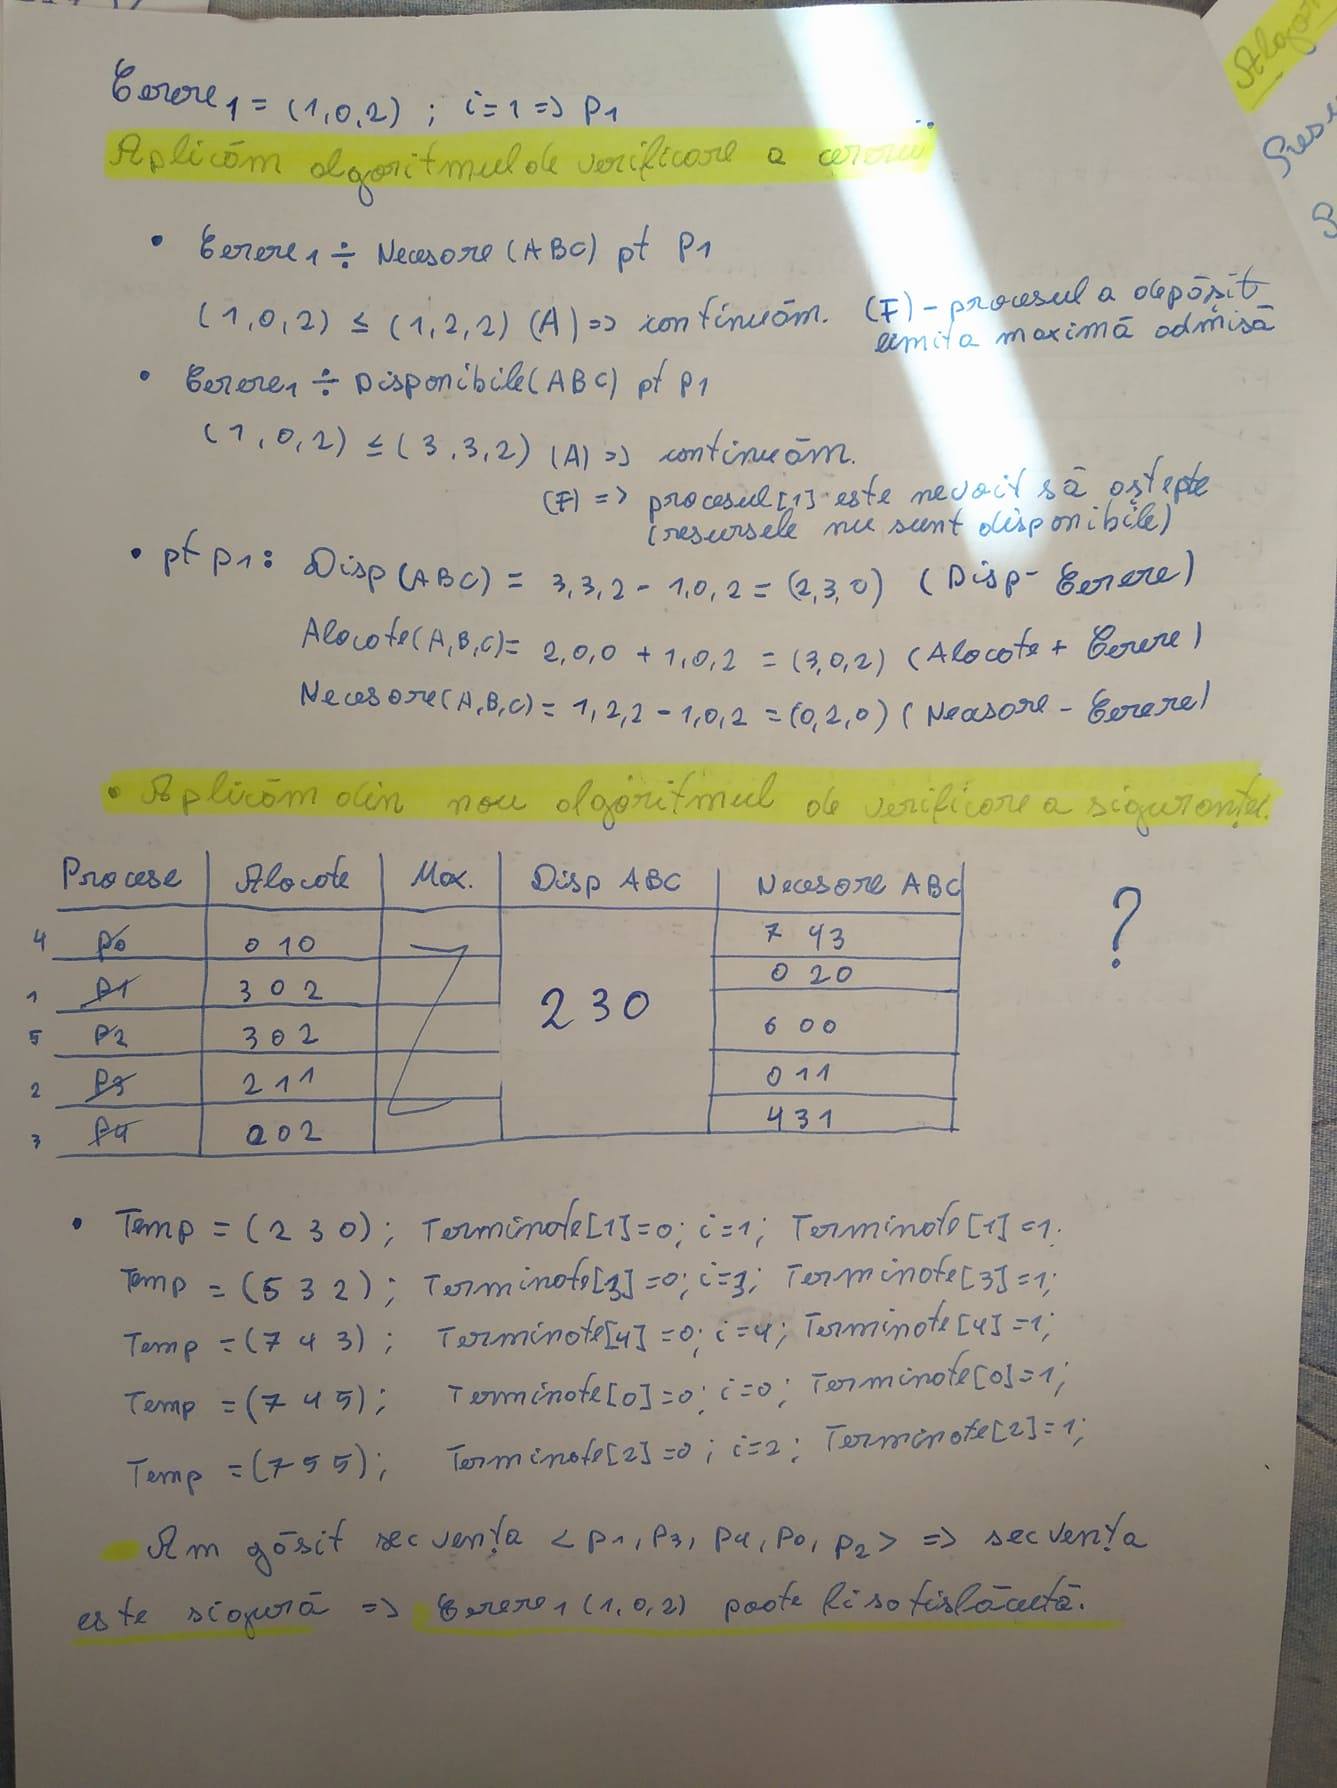 Cerere1 = (1,0,2) ; i=1 => P1
Aplicăm algoritmul de verificare a cererii
• Cerere1 ÷ Necesare (ABC) pt P1
(1,0,2) ≤ (1,2,2) (A) => continuăm. (F) - procesul a depășit
limita maximă admisă
• Cerere1 ÷ Disponibile (ABC) pt P1
(1,0,2) ≤ (3,3,2) (A) => continuăm.
(F) => procesul [1] este nevoit să aștepte
(resursele nu sunt disponibile)
• pt P1: Disp (ABC) = 3,3,2 - 1,0,2 = (2,3,0) (Disp - Cerere)
Alocate (A,B,C) = 2,0,0 + 1,0,2 = (3,0,2) (Alocate + Cerere)
Necesare (A,B,C) = 1,2,2 - 1,0,2 = (0,2,0) (Necesare - Cerere)
• Aplicăm din nou algoritmul de verificare a siguranței.
Procese Alocate Max. Disp ABC Necesare ABC
4 P0 0 1 0 7 4 3 ?
1 P1 3 0 2 2 3 0 0 2 0
5 P2 3 0 2 6 0 0
2 P3 2 1 1 0 1 1
3 P4 0 0 2 4 3 1
• Temp = (2 3 0); Terminate[1]=0; i=1; Terminate[1]=1.
Temp = (5 3 2); Terminate[3]=0; i=3; Terminate[3]=1;
Temp = (7 4 3); Terminate[4]=0; i=4; Terminate[4]=1;
Temp = (7 4 5); Terminate[0]=0; i=0; Terminate[0]=1;
Temp = (7 5 5); Terminate[2]=0; i=2; Terminate[2]=1;
Am găsit secvența <P1, P3, P4, P0, P2> => secvența
este sigură => Cerere1 (1,0,2) poate fi satisfăcută.